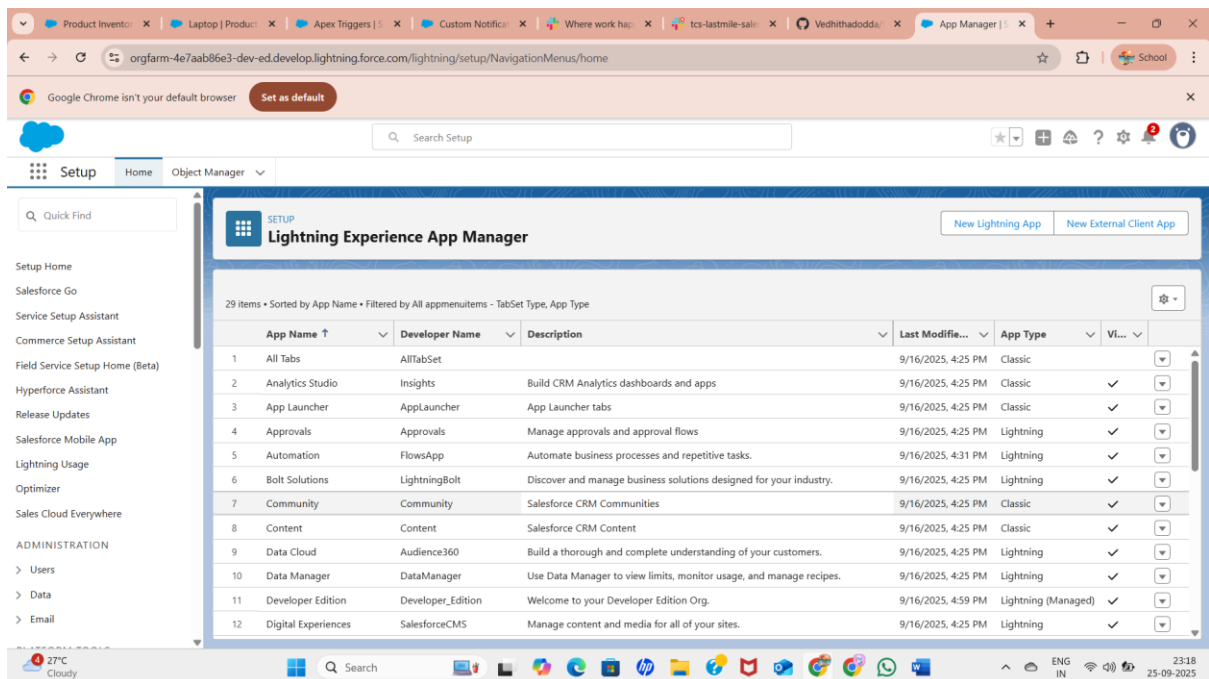 Product Inventor
Laptop | Product
Apex Triggers | S
Custom Notificat
Where work hap
tcs-lastmile-sale
Vedhithadodda/
App Manager | S
orgfarm-4e7aab86e3-dev-ed.develop.lightning.force.com/lightning/setup/NavigationMenus/home
School
Google Chrome isn't your default browser Set as default
Search Setup
2
Setup Home Object Manager
Quick Find
Setup Home
Salesforce Go
Service Setup Assistant
Commerce Setup Assistant
Field Service Setup Home (Beta)
Hyperforce Assistant
Release Updates
Salesforce Mobile App
Lightning Usage
Optimizer
Sales Cloud Everywhere
ADMINISTRATION
Users
Data
Email
SETUP
Lightning Experience App Manager
New Lightning App New External Client App
29 items • Sorted by App Name • Filtered by All appmenuitems - TabSet Type, App Type
App Name ↑ Developer Name Description Last Modifie... App Type Vi...
1 All Tabs AllTabSet 9/16/2025, 4:25 PM Classic
2 Analytics Studio Insights Build CRM Analytics dashboards and apps 9/16/2025, 4:25 PM Classic
3 App Launcher AppLauncher App Launcher tabs 9/16/2025, 4:25 PM Classic
4 Approvals Approvals Manage approvals and approval flows 9/16/2025, 4:25 PM Lightning
5 Automation FlowsApp Automate business processes and repetitive tasks. 9/16/2025, 4:31 PM Lightning
6 Bolt Solutions LightningBolt Discover and manage business solutions designed for your industry. 9/16/2025, 4:25 PM Lightning
7 Community Community Salesforce CRM Communities 9/16/2025, 4:25 PM Classic
8 Content Content Salesforce CRM Content 9/16/2025, 4:25 PM Classic
9 Data Cloud Audience360 Build a thorough and complete understanding of your customers. 9/16/2025, 4:25 PM Lightning
10 Data Manager DataManager Use Data Manager to view limits, monitor usage, and manage recipes. 9/16/2025, 4:25 PM Lightning
11 Developer Edition Developer_Edition Welcome to your Developer Edition Org. 9/16/2025, 4:59 PM Lightning (Managed)
12 Digital Experiences SalesforceCMS Manage content and media for all of your sites. 9/16/2025, 4:25 PM Lightning
4
27°C
Cloudy
Search
ENG
IN
23:18
25-09-2025